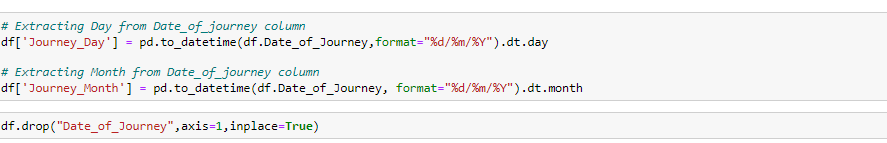 # Extracting Day from Date_of_journey column
df['Journey_Day'] = pd.to_datetime(df.Date_of_Journey,format="%d/%m/%Y").dt.day
# Extracting Month from Date_of_journey column
df['Journey_Month'] = pd.to_datetime(df.Date_of_Journey, format="%d/%m/%Y").dt.month
df.drop("Date_of_Journey",axis=1,inplace=True)